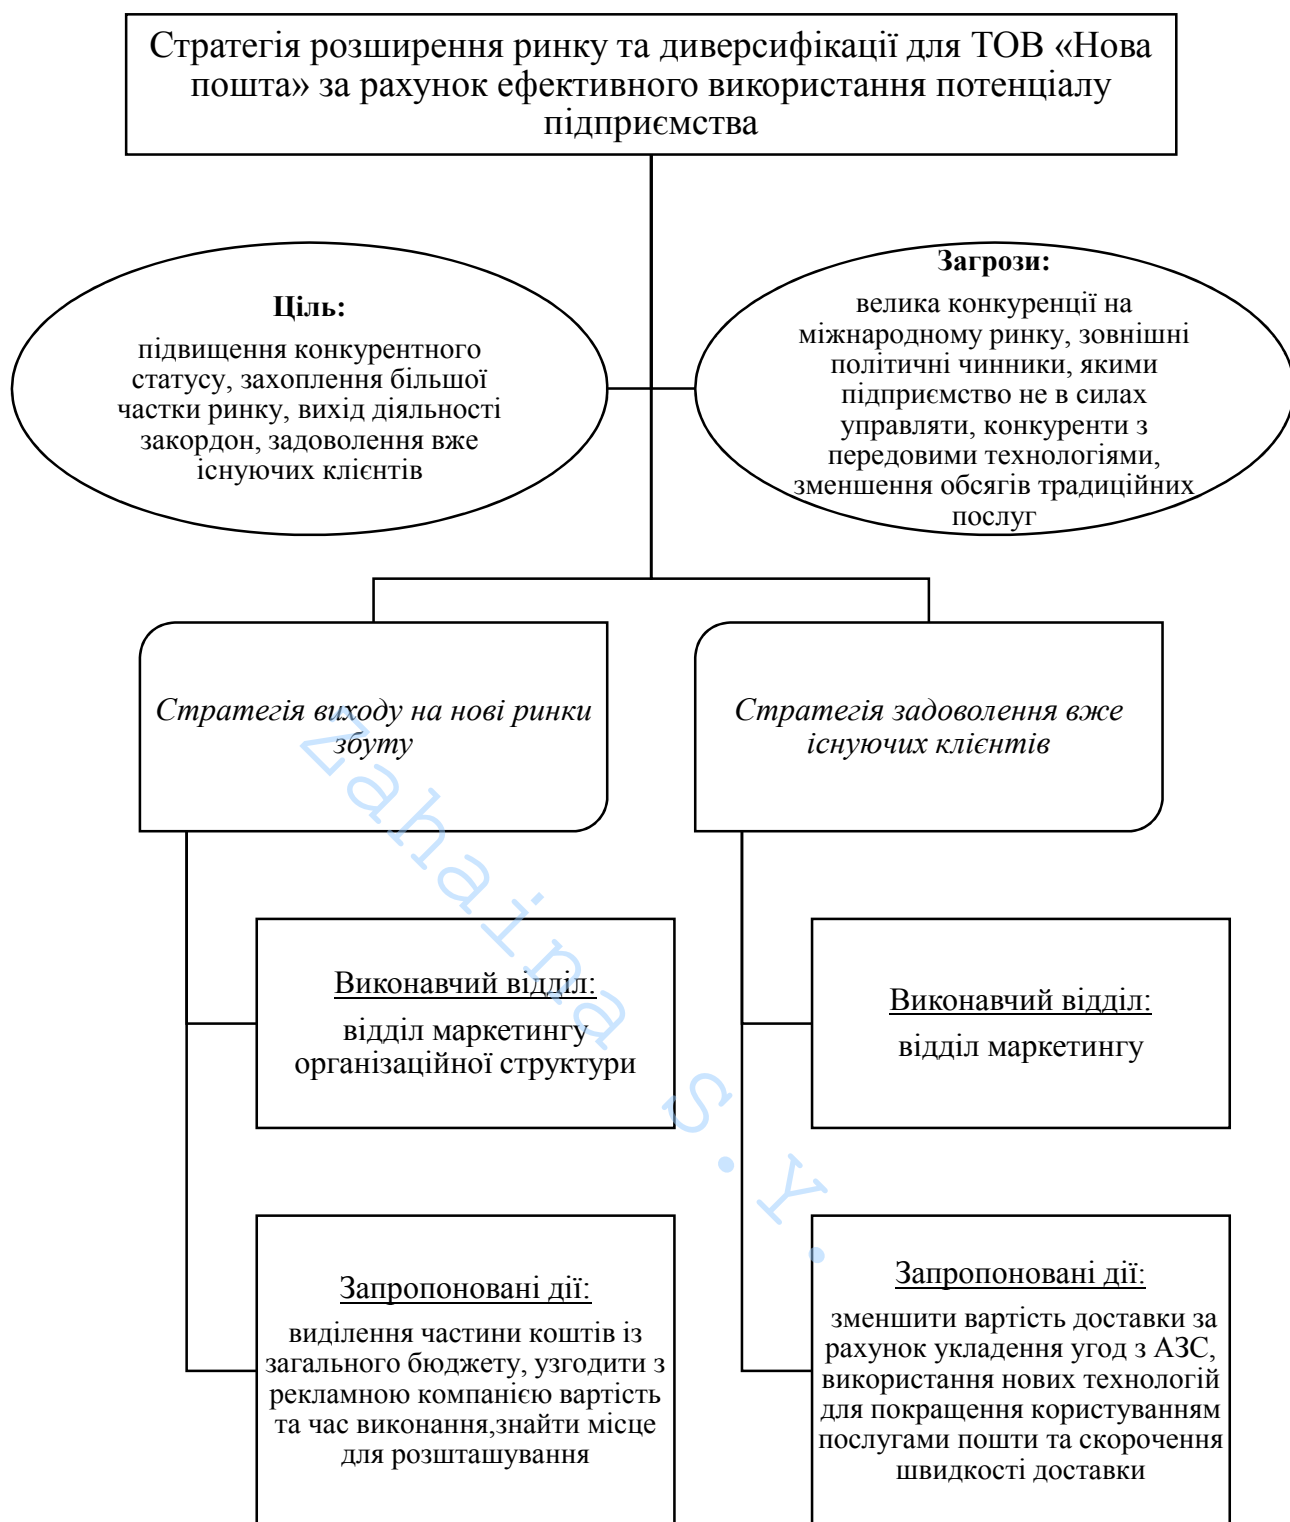 Стратегія розширення ринку та диверсифікації для ТОВ «Нова
пошта» за рахунок ефективного використання потенціалу
підприємства
Ціль:
підвищення конкурентного
статусу, захоплення більшої
частки ринку, вихід діяльності
закордон, задоволення вже
існуючих клієнтів
Загрози:
велика конкуренції на
міжнародному ринку, зовнішні
політичні чинники, якими
підприємство не в силах
управляти, конкуренти з
передовими технологіями,
зменшення обсягів традиційних
послуг
Стратегія виходу на нові ринки
збуту
Стратегія задоволення вже
існуючих клієнтів
Виконавчий відділ:
відділ маркетингу
організаційної структури
Виконавчий відділ:
відділ маркетингу
Запропоновані дії:
виділення частини коштів із
загального бюджету, узгодити з
рекламною компанією вартість
та час виконання,знайти місце
для розшташування
Запропоновані дії:
зменшити вартість доставки за
рахунок укладення угод з АЗС,
використання нових технологій
для покращення користуванням
послугами пошти та скорочення
швидкості доставки
Zahaina S.Y.